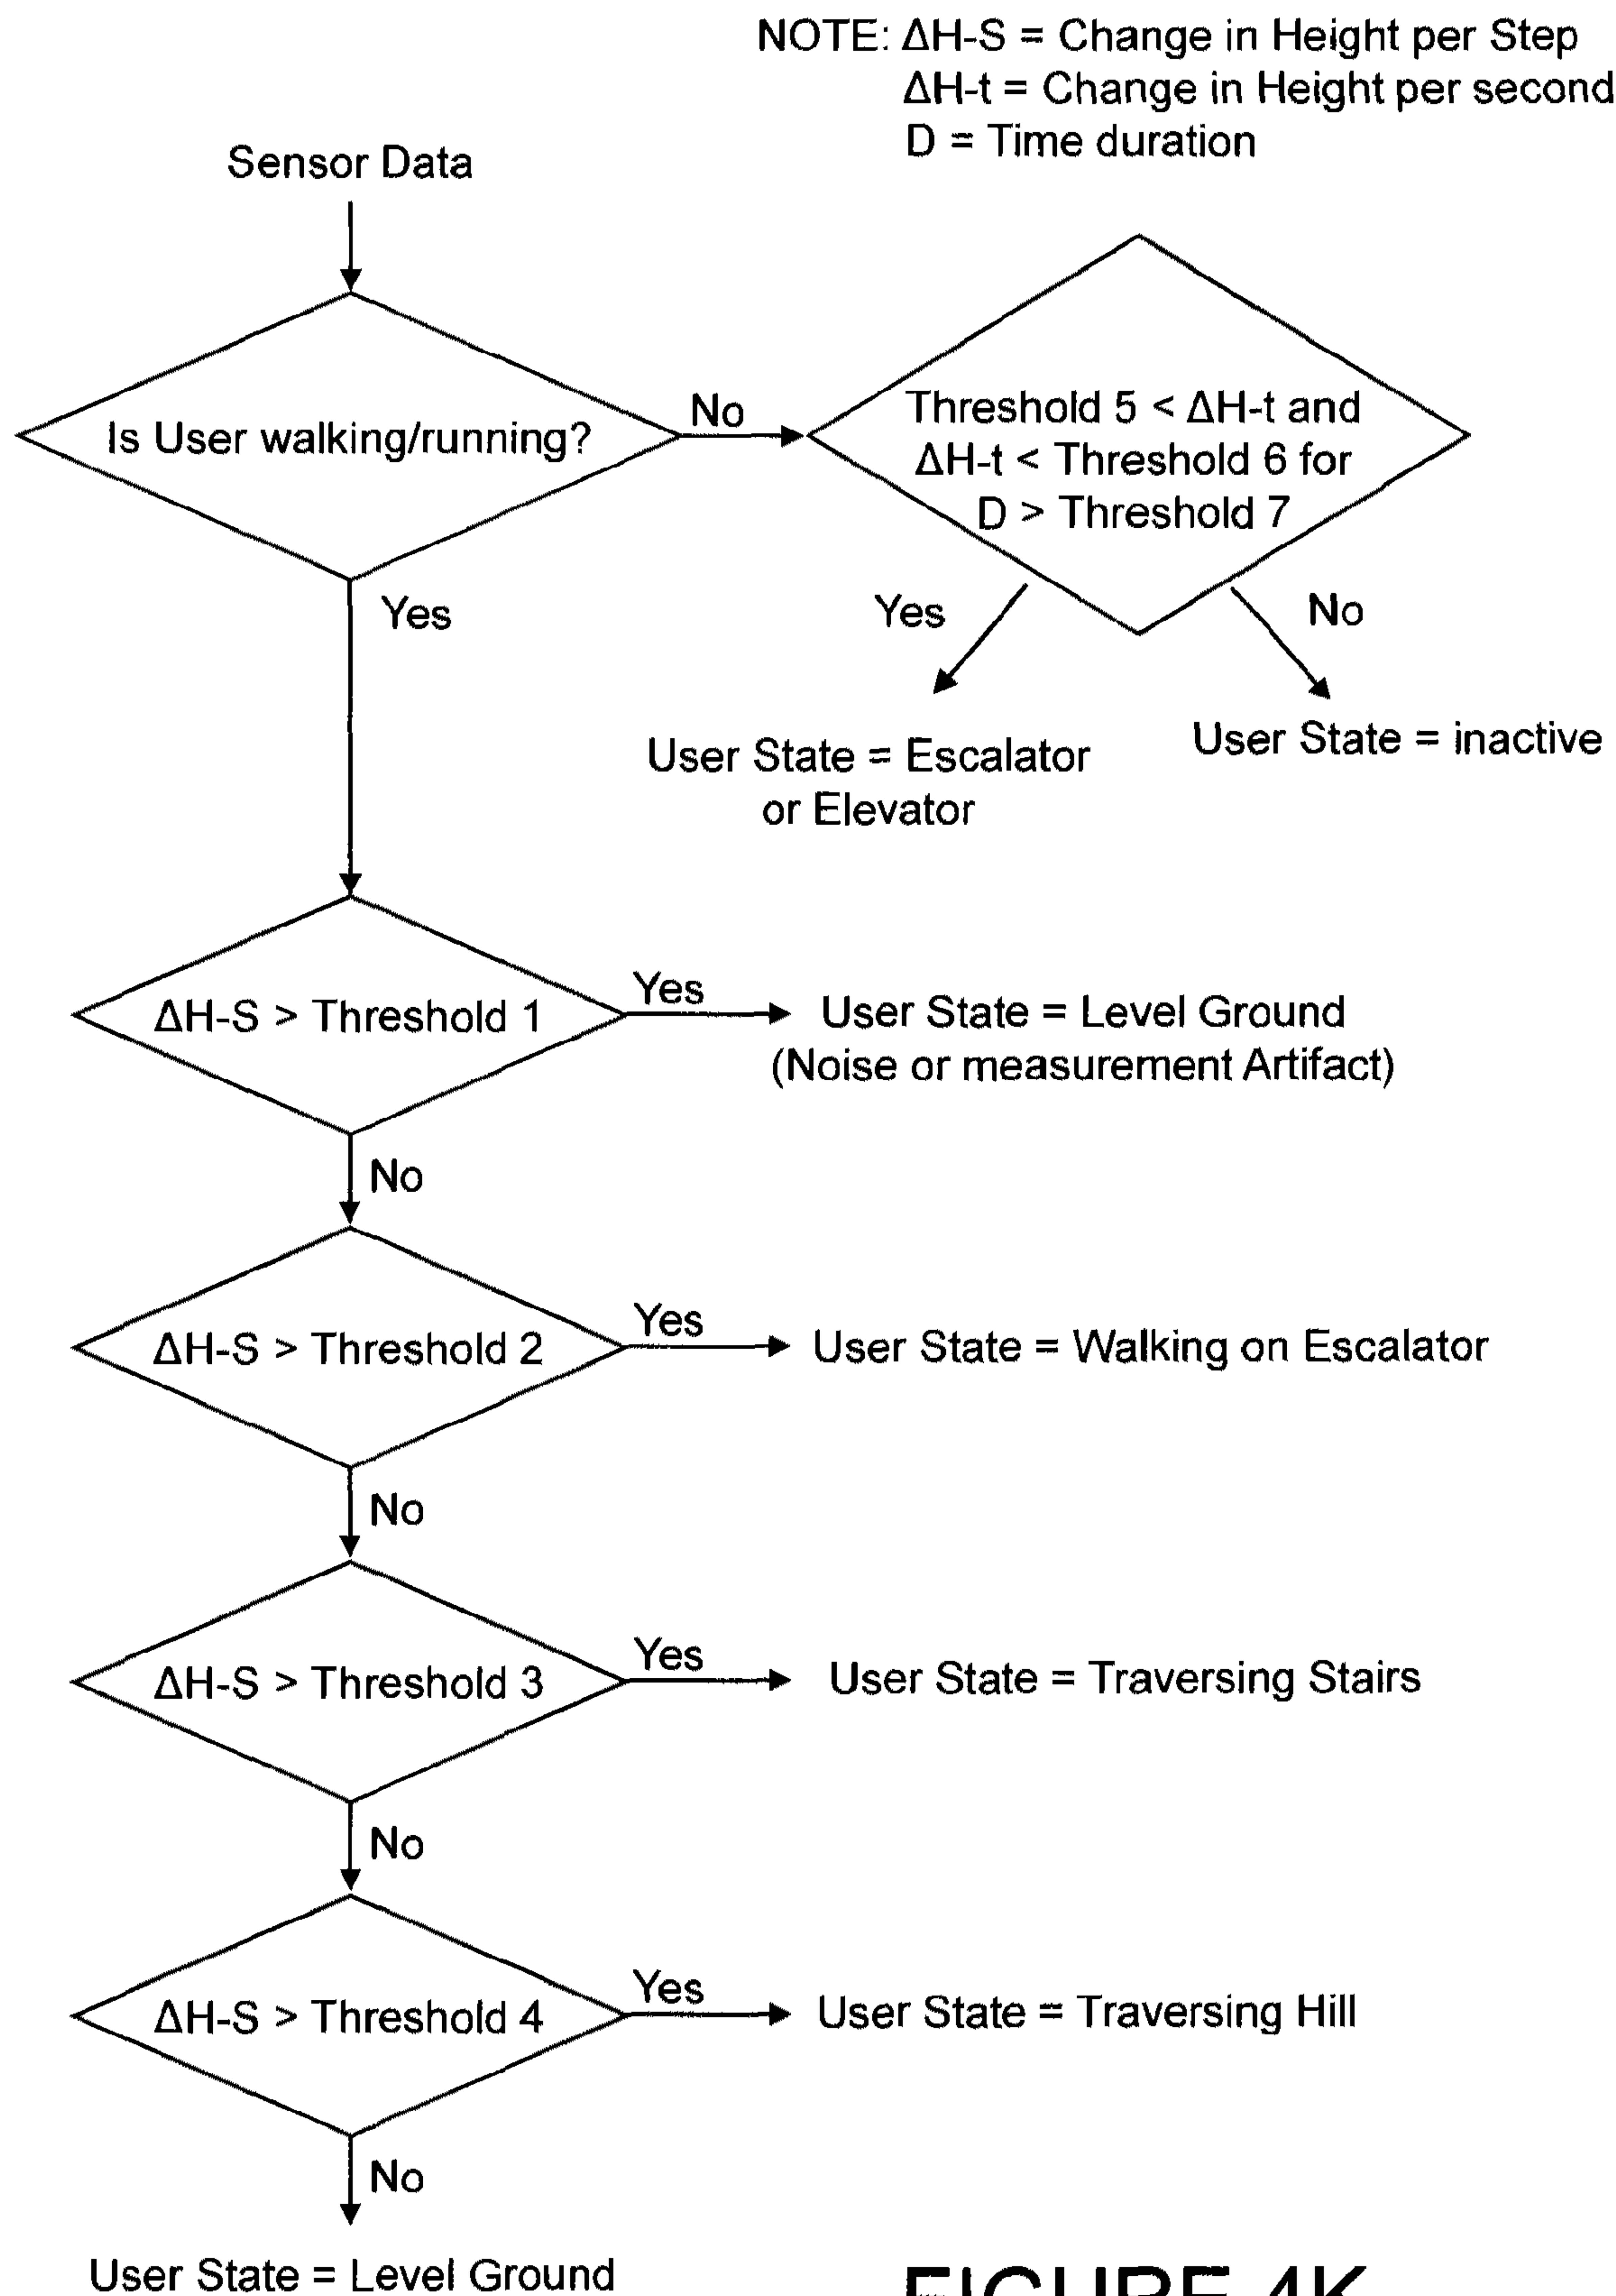 NOTE: ΔH-S = Change in Height per Step
ΔH-t = Change in Height per second
D = Time duration
Sensor Data
Is User walking/running?
No
Threshold 5 < ΔH-t and
ΔH-t < Threshold 6 for
D > Threshold 7
Yes
Yes
No
User State = Escalator
or Elevator
User State = inactive
ΔH-S > Threshold 1
Yes
User State = Level Ground
(Noise or measurement Artifact)
No
ΔH-S > Threshold 2
Yes
User State = Walking on Escalator
No
ΔH-S > Threshold 3
Yes
User State = Traversing Stairs
No
ΔH-S > Threshold 4
Yes
User State = Traversing Hill
No
User State = Level Ground
FIGURE 4K